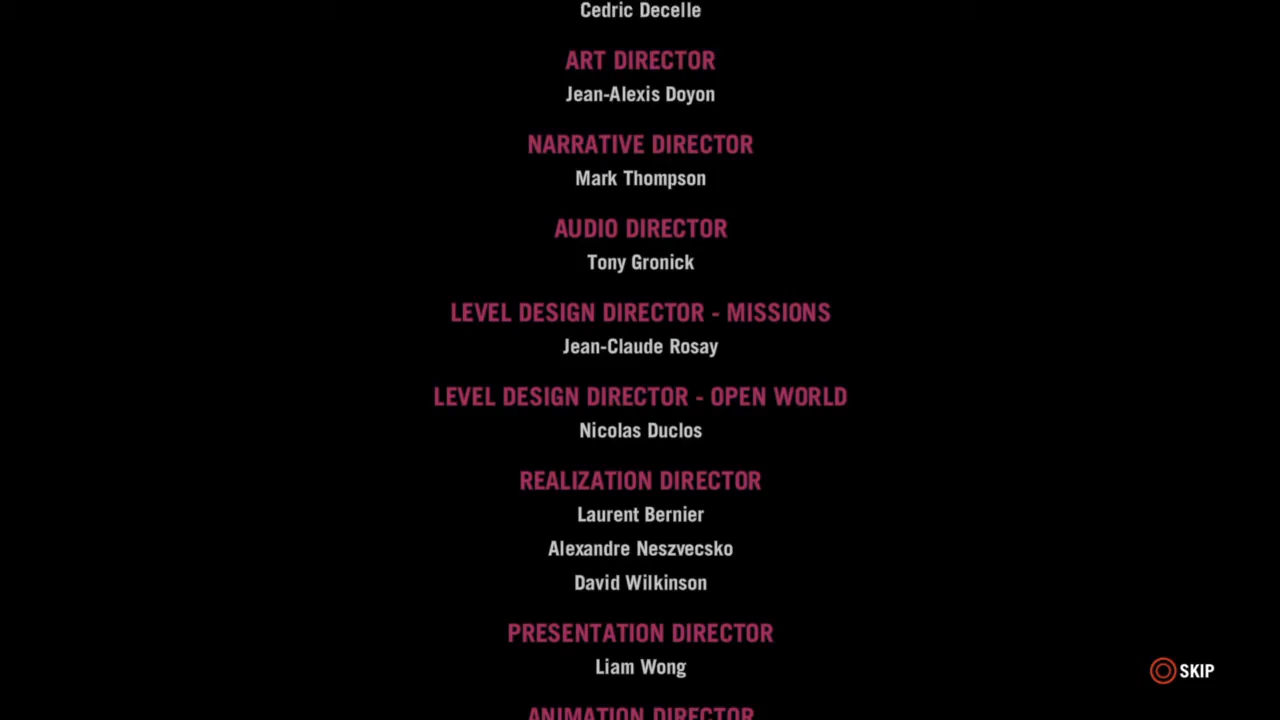 Cedric Decelle
ART DIRECTOR
Jean-Alexis Doyon
NARRATIVE DIRECTOR
Mark Thompson
AUDIO DIRECTOR
Tony Gronick
LEVEL DESIGN DIRECTOR - MISSIONS
Jean-Claude Rosay
LEVEL DESIGN DIRECTOR - OPEN WORLD
Nicolas Duclos
REALIZATION DIRECTOR
Laurent Bernier
Alexandre Neszvecsko
David Wilkinson
PRESENTATION DIRECTOR
Liam Wong
SKIP
ANIMATION DIRECTOR